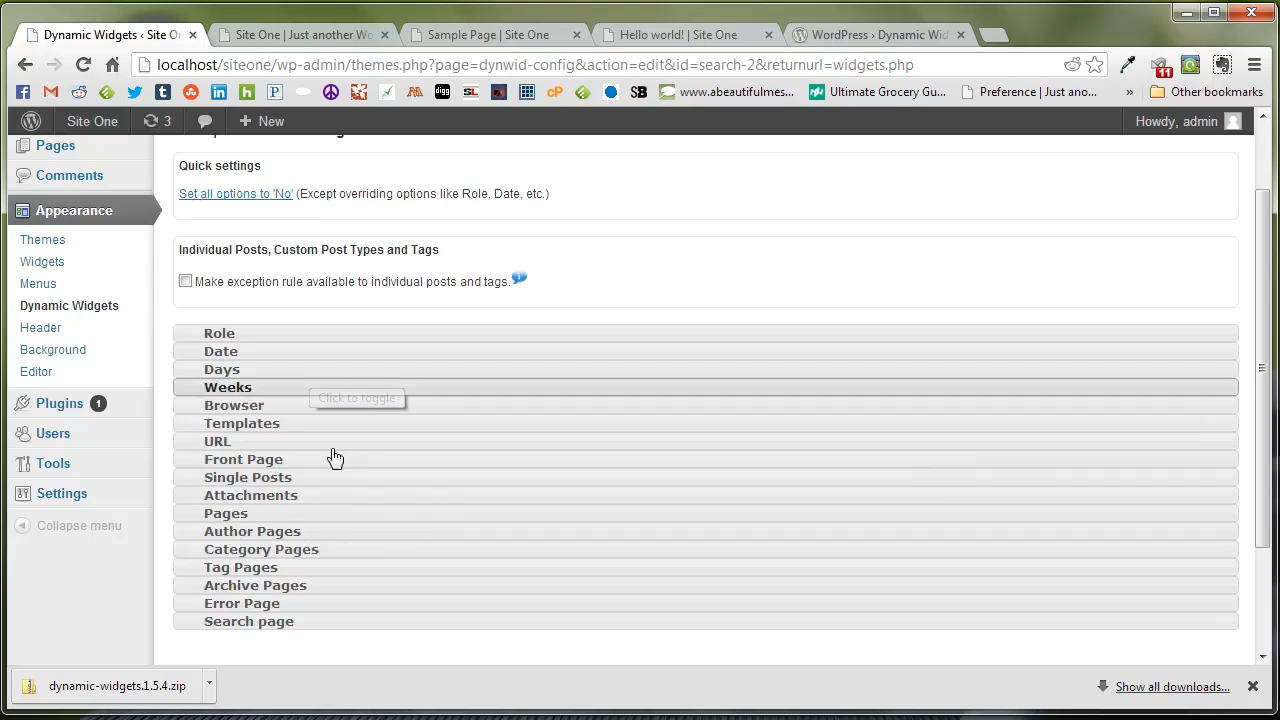 Dynamic Widgets ‹ Site Or
Site One | Just another Wo
Sample Page | Site One
Hello world! | Site One
WordPress › Dynamic Wid
localhost/siteone/wp-admin/themes.php?page=dynwid-config&action=edit&id=search-2&returnurl=widgets.php
11
digg
SL
cP
SB
www.abeautifulmes...
Ultimate Grocery Gu...
Preference | Just ano...
»
Other bookmarks
Site One
3
+ New
Howdy, admin
Pages
Comments
Appearance
Themes
Widgets
Menus
Dynamic Widgets
Header
Background
Editor
Plugins 1
Users
Tools
Settings
Collapse menu
Quick settings
Set all options to 'No' (Except overriding options like Role, Date, etc.)
Individual Posts, Custom Post Types and Tags
Make exception rule available to individual posts and tags.
Role
Date
Days
Weeks
Click to toggle
Browser
Templates
URL
Front Page
Single Posts
Attachments
Pages
Author Pages
Category Pages
Tag Pages
Archive Pages
Error Page
Search page
dynamic-widgets.1.5.4.zip
Show all downloads...